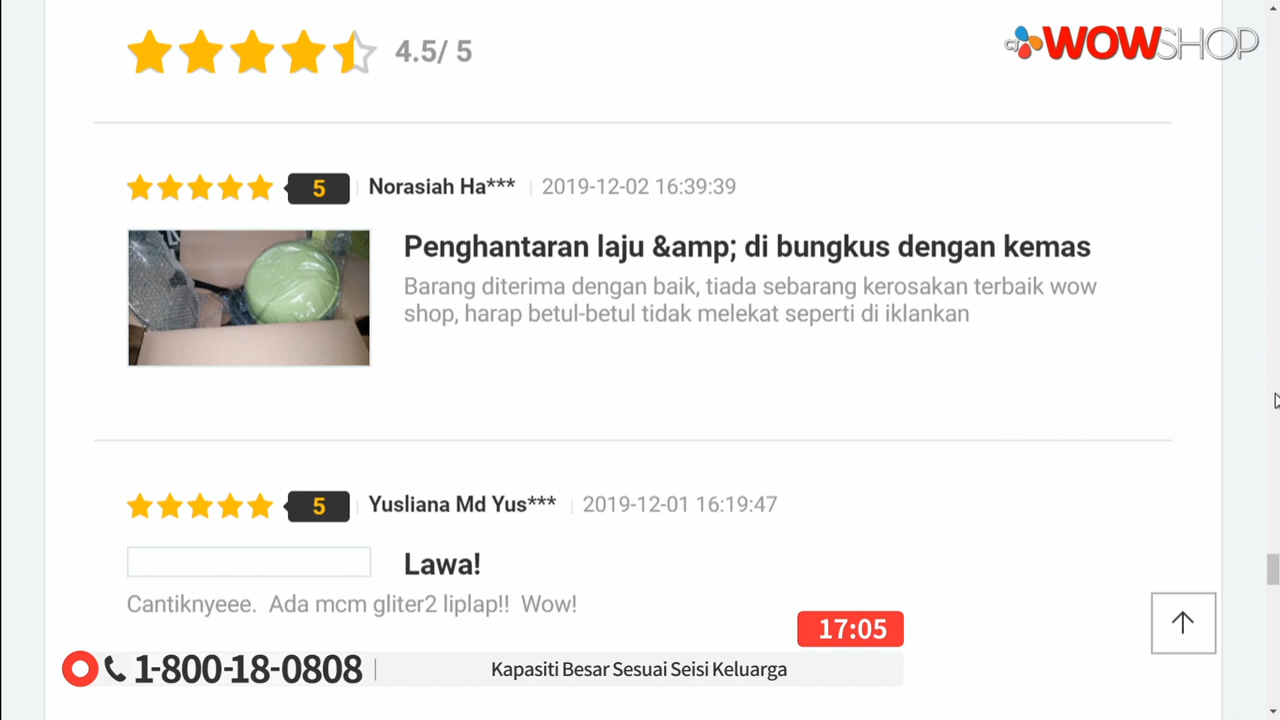 4.5/ 5
CJ WOWSHOP
5 Norasiah Ha*** 2019-12-02 16:39:39
Penghantaran laju &amp; di bungkus dengan kemas
Barang diterima dengan baik, tiada sebarang kerosakan terbaik wow
shop, harap betul-betul tidak melekat seperti di iklankan
5 Yusliana Md Yus*** 2019-12-01 16:19:47
Lawa!
Cantiknyeee. Ada mcm gliter2 liplap!! Wow!
17:05
1-800-18-0808 Kapasiti Besar Sesuai Seisi Keluarga